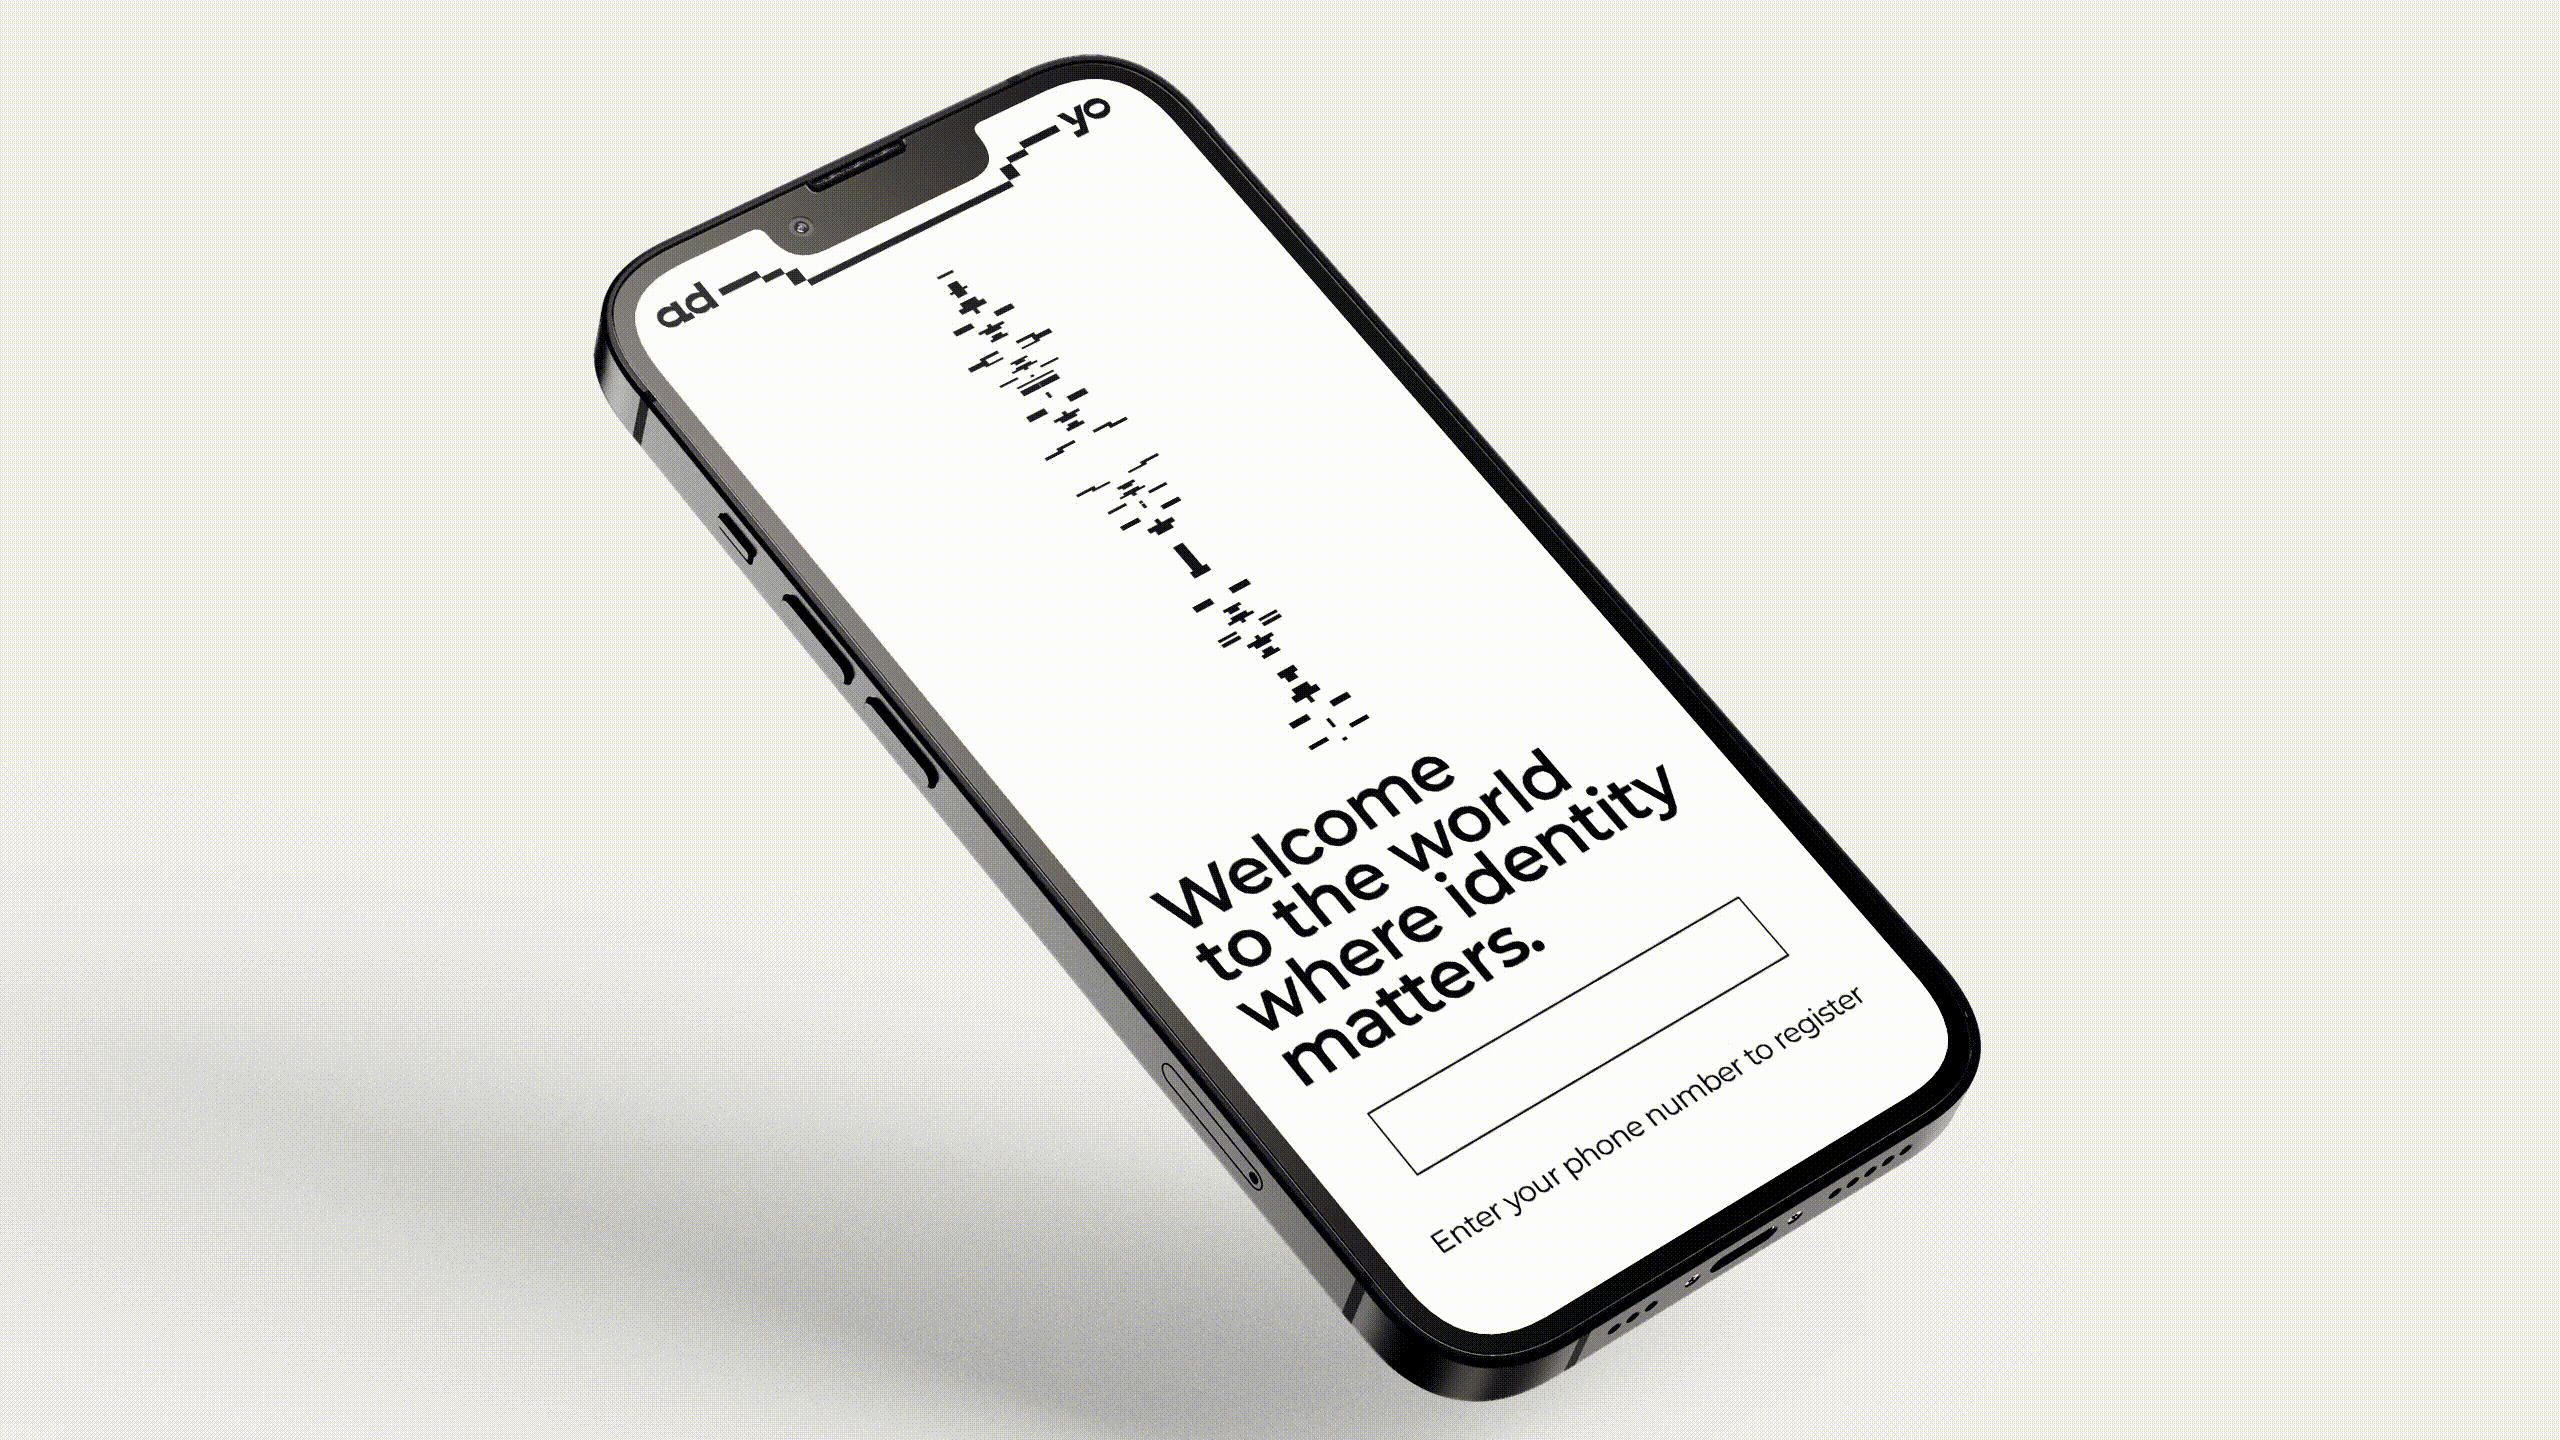 ad yo
Welcome
to the world
where identity
matters.
Enter your phone number to register